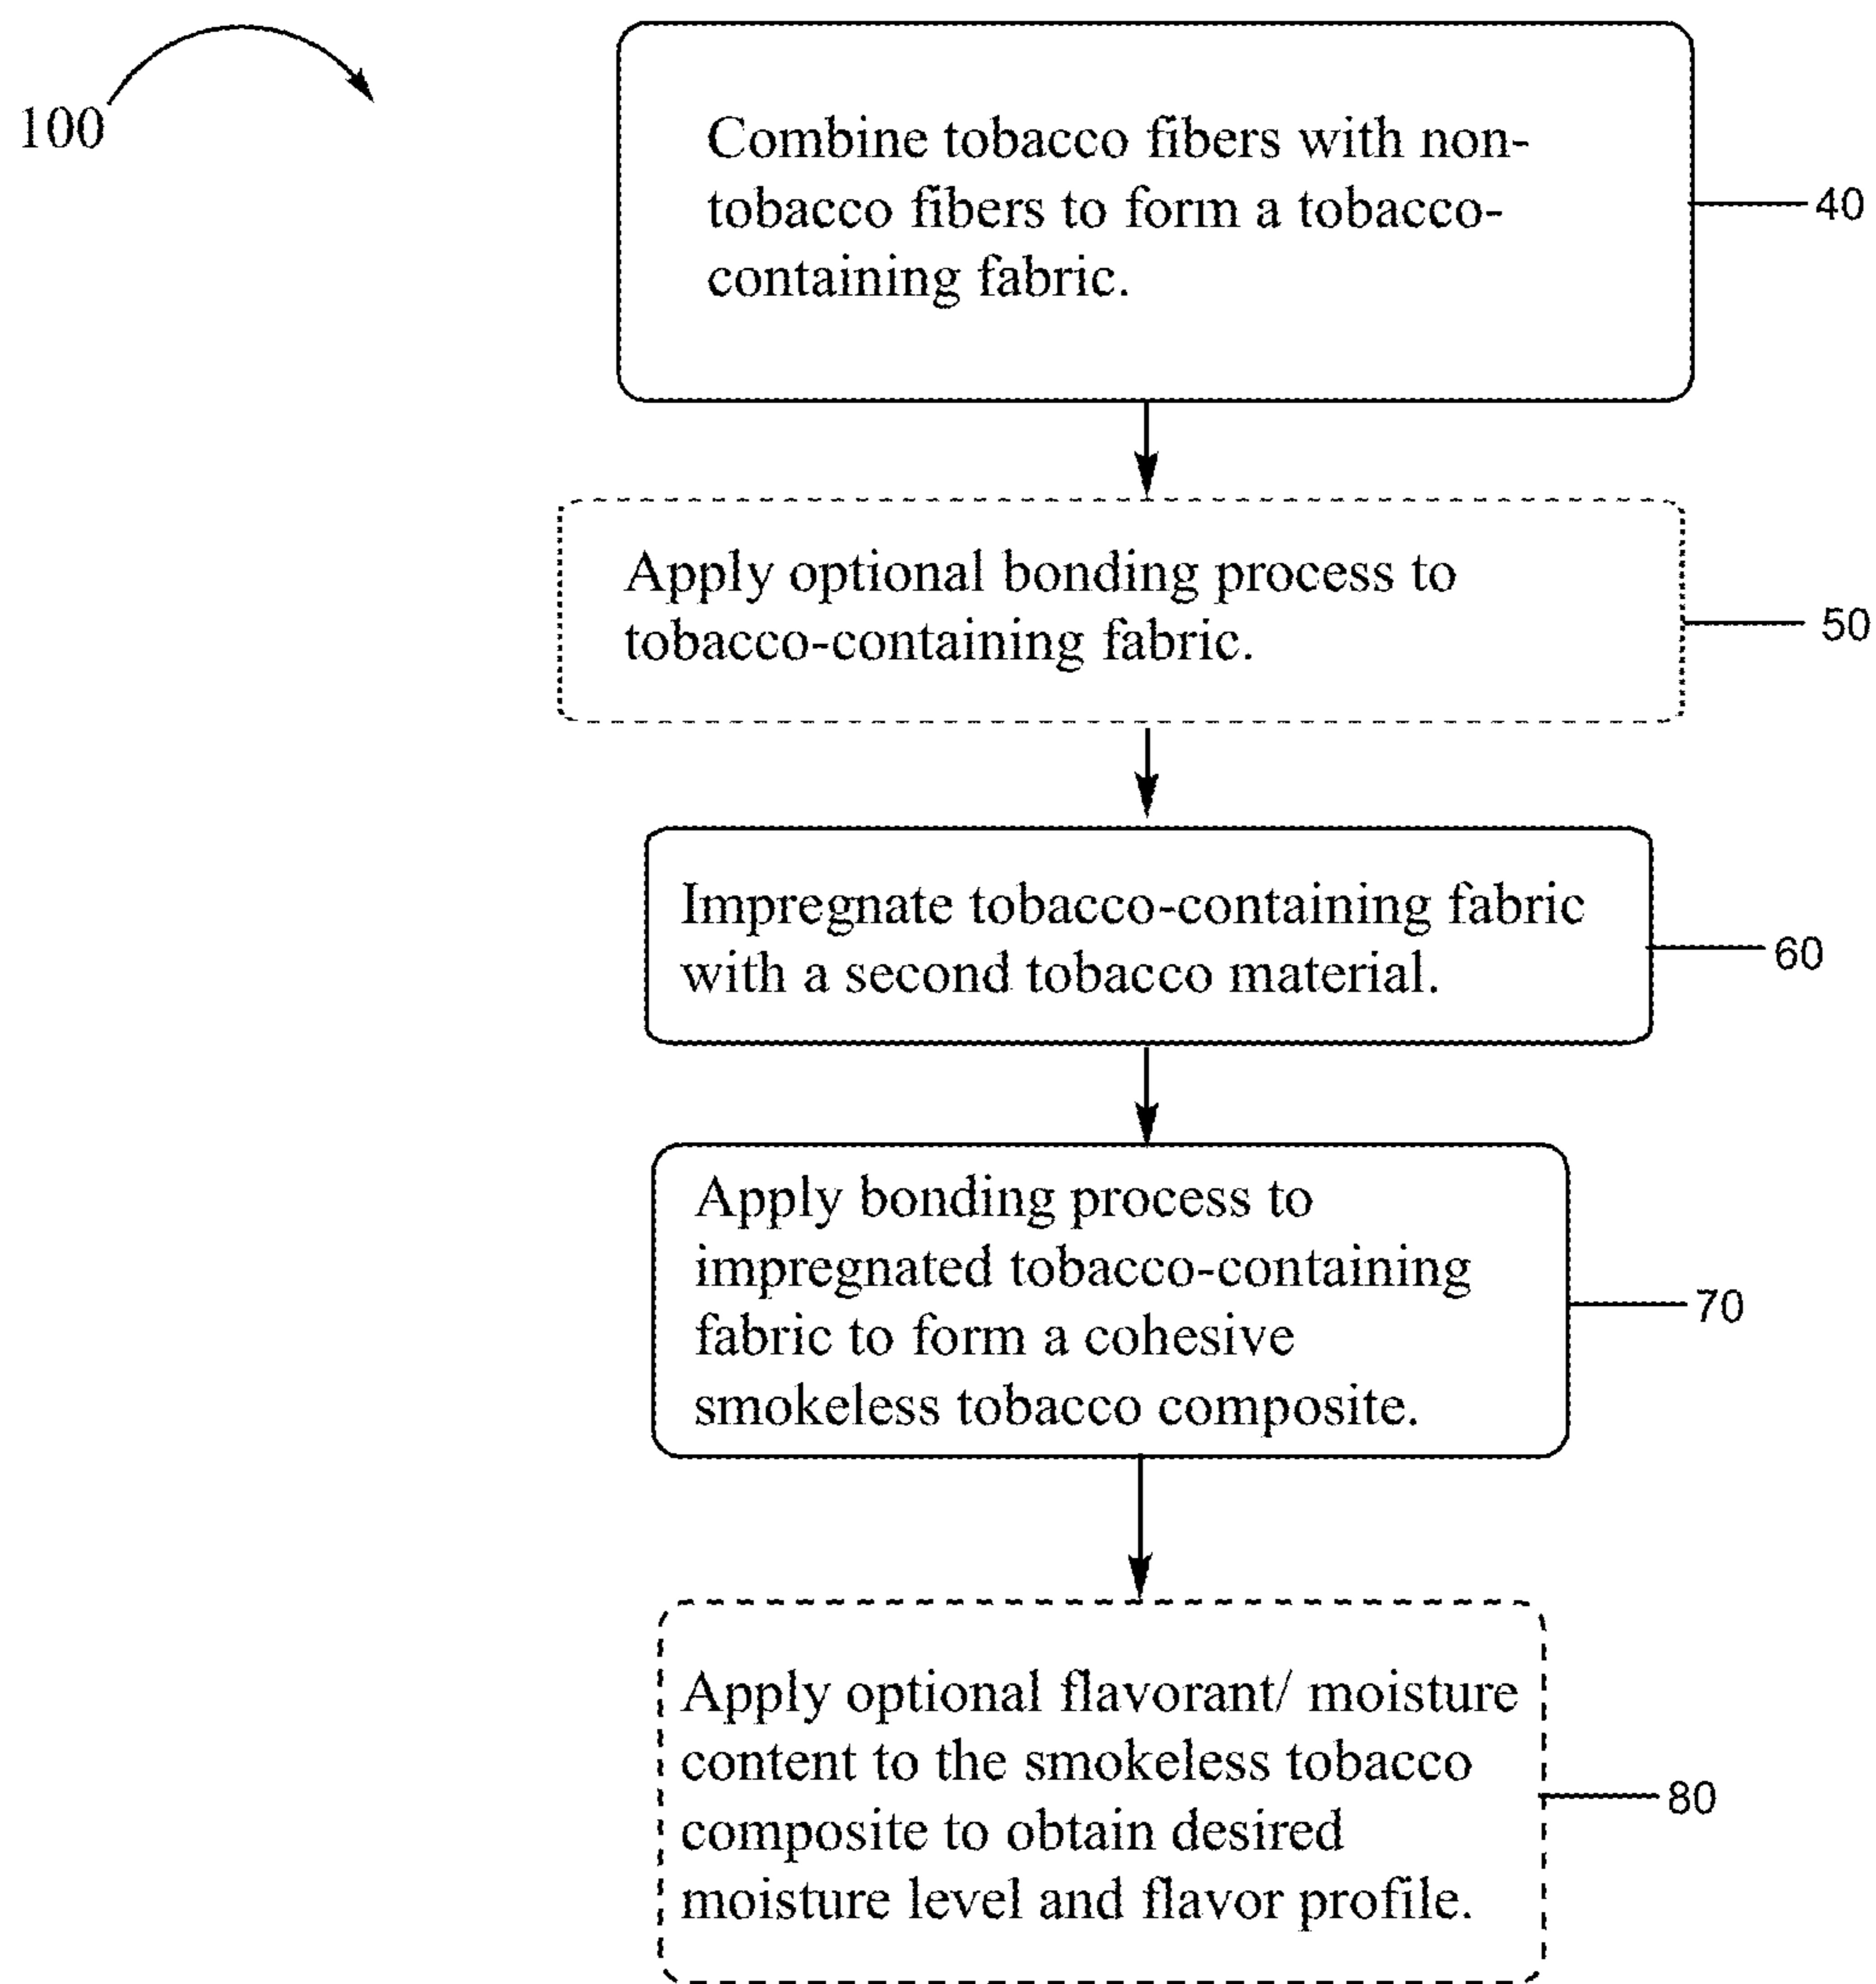 100
Combine tobacco fibers with non-
tobacco fibers to form a tobacco-
containing fabric.
40
Apply optional bonding process to
tobacco-containing fabric.
50
Impregnate tobacco-containing fabric
with a second tobacco material.
60
Apply bonding process to
impregnated tobacco-containing
fabric to form a cohesive
smokeless tobacco composite.
70
Apply optional flavorant/ moisture
content to the smokeless tobacco
composite to obtain desired
moisture level and flavor profile.
80